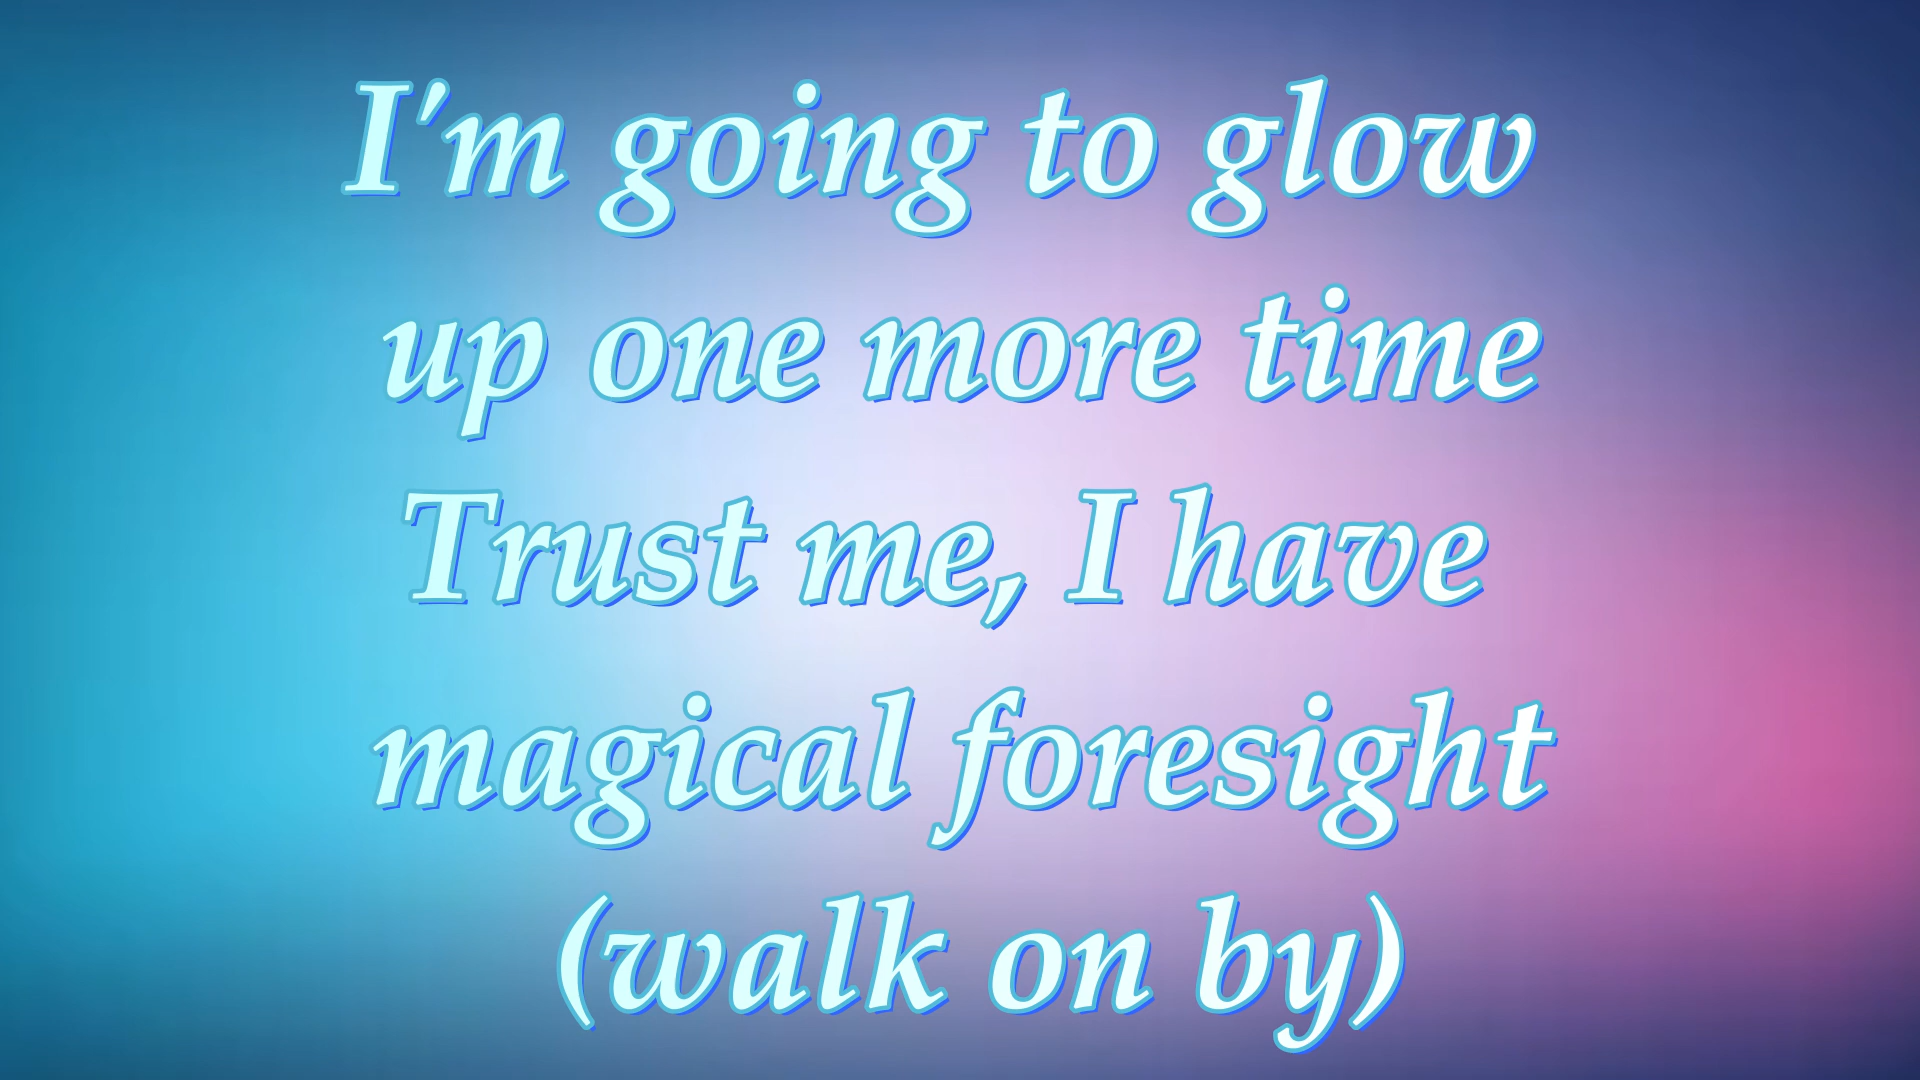 I'm going to glow
up one more time
Trust me, I have
magical foresight
(walk on by)